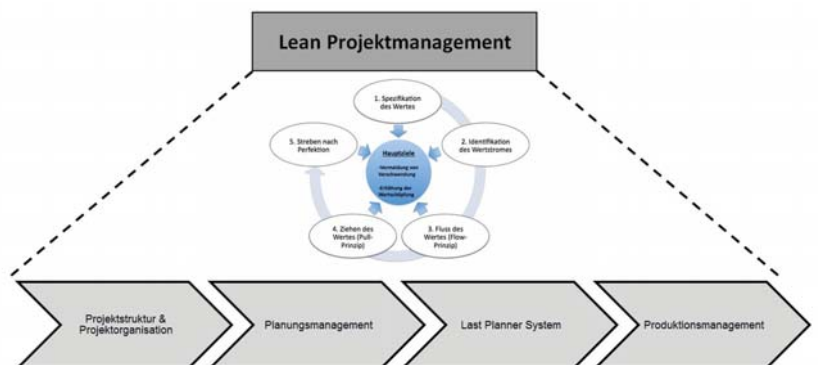 Lean Projektmanagement
1. Spezifikation
des Wertes
2. Identifikation
des Wertstromes
3. Fluss des
Wertes (Flow-
Prinzip)
4. Ziehen des
Wertes (Pull-
Prinzip)
5. Streben nach
Perfektion
Hauptziele
-Vermeidung von
Verschwendung
-Erhöhung der
Wertschöpfung
Projektstruktur &
Projektorganisation
Planungsmanagement
Last Planner System
Produktionsmanagement